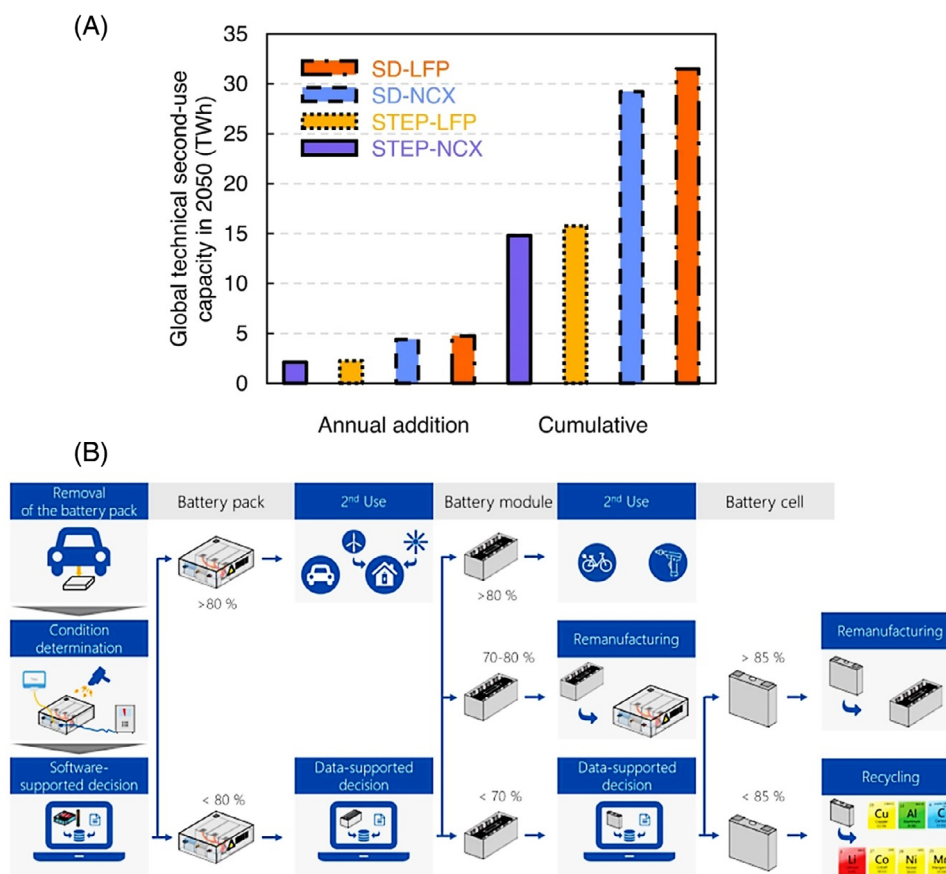 (A)
Global technical second-use
capacity in 2050 (TWh)
35
30
25
20
15
10
5
0
SD-LFP
SD-NCX
STEP-LFP
STEP-NCX
Annual addition
Cumulative
(B)
Removal
of the battery pack
Battery pack
2nd Use
Battery module
2nd Use
Battery cell
>80 %
>80 %
Condition
determination
70-80 %
Remanufacturing
> 85 %
Remanufacturing
Software-
supported decision
< 80 %
Data-supported
decision
< 70 %
Data-supported
decision
< 85 %
Recycling
Cu
Al
C
Li
Co
Ni
Mn